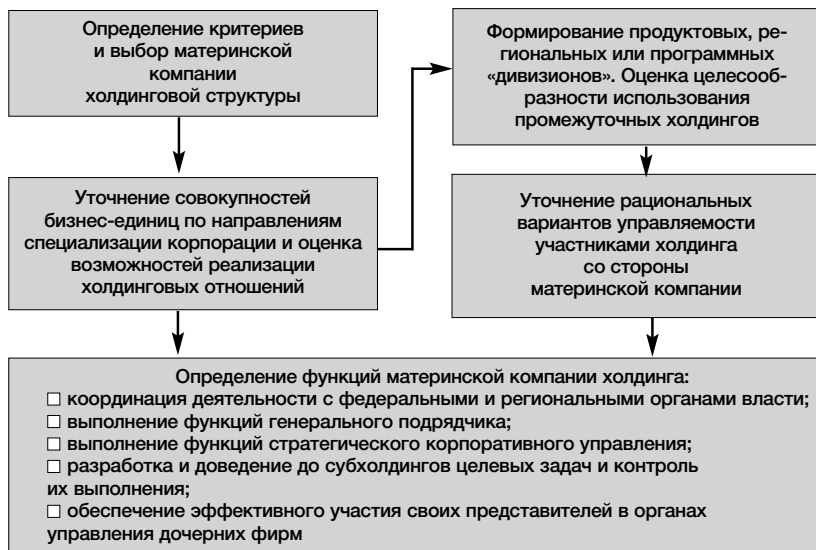 Определение критериев
и выбор материнской
компании
холдинговой структуры
Уточнение совокупностей
бизнес-единиц по направлениям
специализации корпорации и оценка
возможностей реализации
холдинговых отношений
Формирование продуктовых, ре-
гиональных или программных
«дивизионов». Оценка целесооб-
разности использования
промежуточных холдингов
Уточнение рациональных
вариантов управляемости
участниками холдинга
со стороны
материнской компании
Определение функций материнской компании холдинга:
□ координация деятельности с федеральными и региональными органами власти;
□ выполнение функций генерального подрядчика;
□ выполнение функций стратегического корпоративного управления;
□ разработка и доведение до субхолдингов целевых задач и контроль
их выполнения;
□ обеспечение эффективного участия своих представителей в органах
управления дочерних фирм